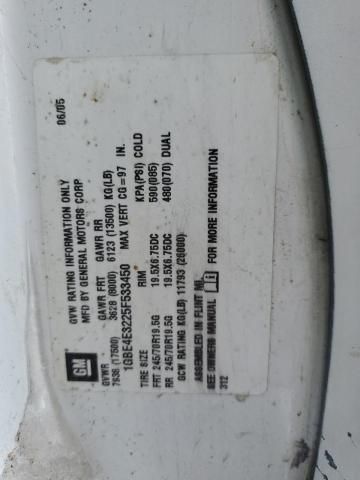 GM
GVW RATING INFORMATION ONLY
MFD BY GENERAL MOTORS CORP
06/05
GVWR GAWR FRT GAWR RR
7938 (17500) 3628 (8000) 6123 (13500) KG(LB)
1GBE4E3225F533450 MAX VERT CG=97 IN.
TIRE SIZE RIM KPA(PSI) COLD
FRT 245/70R19.5G 19.5X6.75DC 590(085)
RR 245/70R19.5G 19.5X6.75DC 480(070) DUAL
GCW RATING KG(LB) 11793 (26000)
ASSEMBLED IN FLINT MI.
SEE OWNERS MANUAL i FOR MORE INFORMATION
312